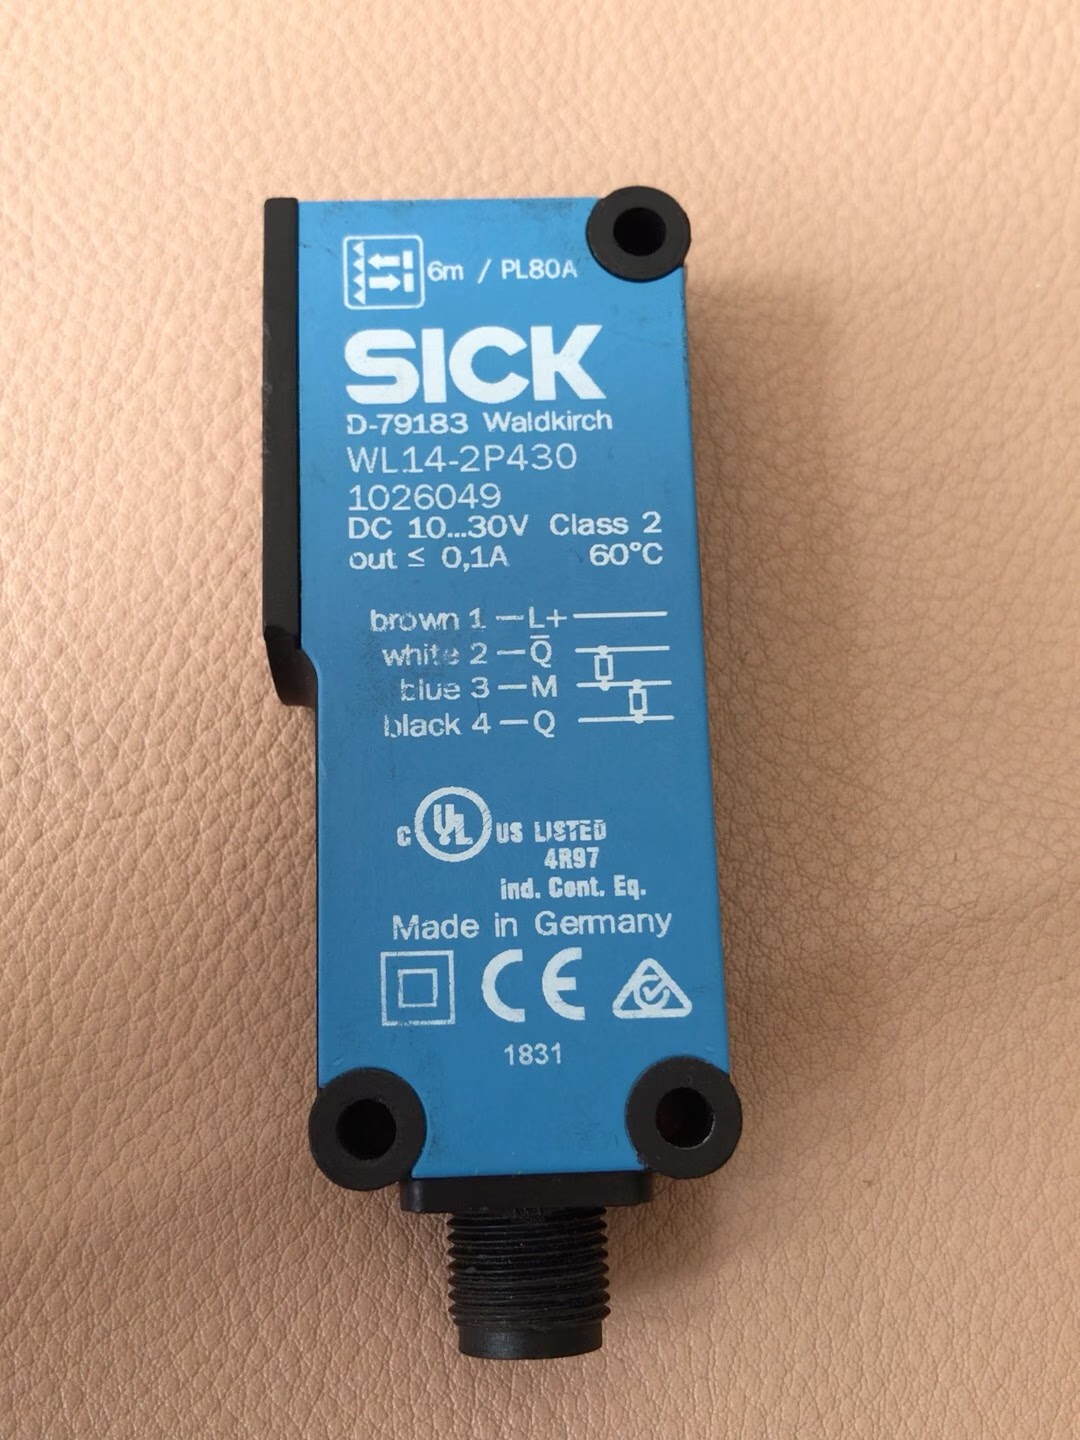 6m / PL80A
SICK
D-79183 Waldkirch
WL14-2P430
1026049
DC 10...30V Class 2
out ≤ 0,1A 60°C
brown 1 — L+
white 2 — Q̅
blue 3 — M
black 4 — Q
C UL US LISTED
4R97
ind. Cont. Eq.
Made in Germany
CE
1831